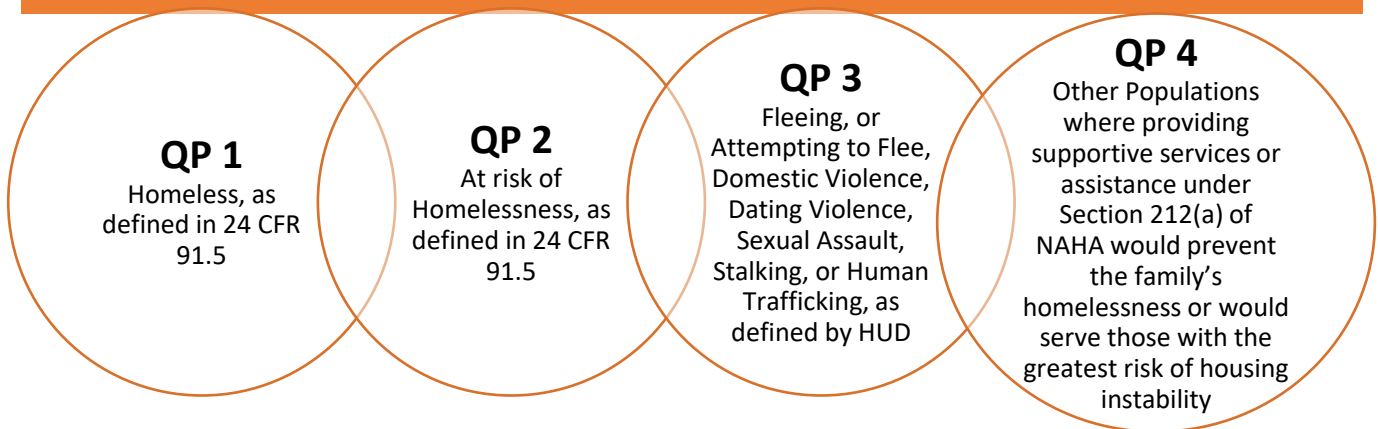 QP 1
Homeless, as
defined in 24 CFR
91.5
QP 2
At risk of
Homelessness, as
defined in 24 CFR
91.5
QP 3
Fleeing, or
Attempting to Flee,
Domestic Violence,
Dating Violence,
Sexual Assault,
Stalking, or Human
Trafficking, as
defined by HUD
QP 4
Other Populations
where providing
supportive services or
assistance under
Section 212(a) of
NAHA would prevent
the family’s
homelessness or would
serve those with the
greatest risk of housing
instability